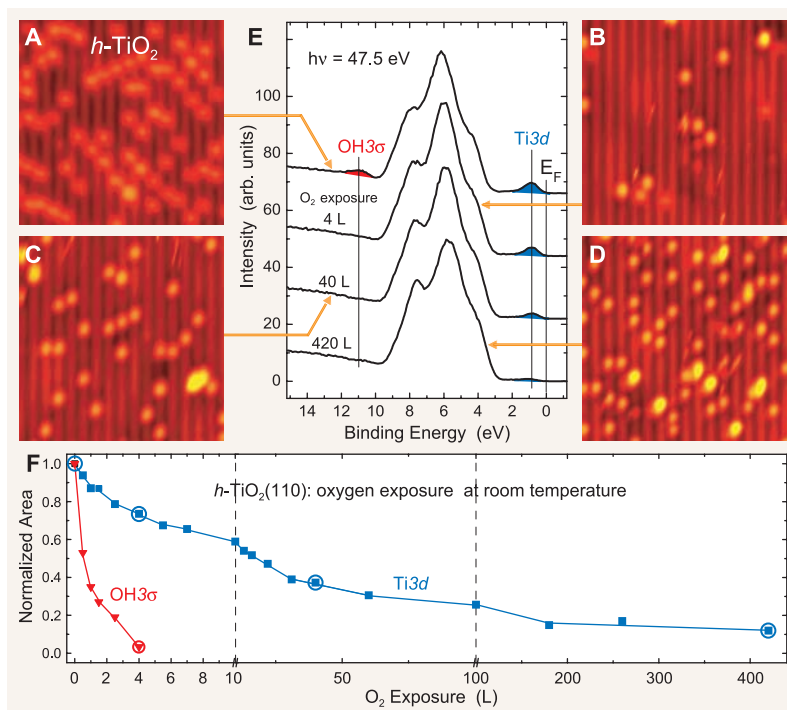 A
h-TiO2
E
hν = 47.5 eV
B
OH3σ
Ti3d
EF
O2 exposure
4 L
40 L
420 L
C
D
Intensity (arb. units)
120
100
80
60
40
20
0
14 12 10 8 6 4 2 0
Binding Energy (eV)
F
h-TiO2(110): oxygen exposure at room temperature
OH3σ
Ti3d
Normalized Area
1.0
0.8
0.6
0.4
0.2
0.0
0 2 4 6 8 10 50 100 200 300 400
O2 Exposure (L)